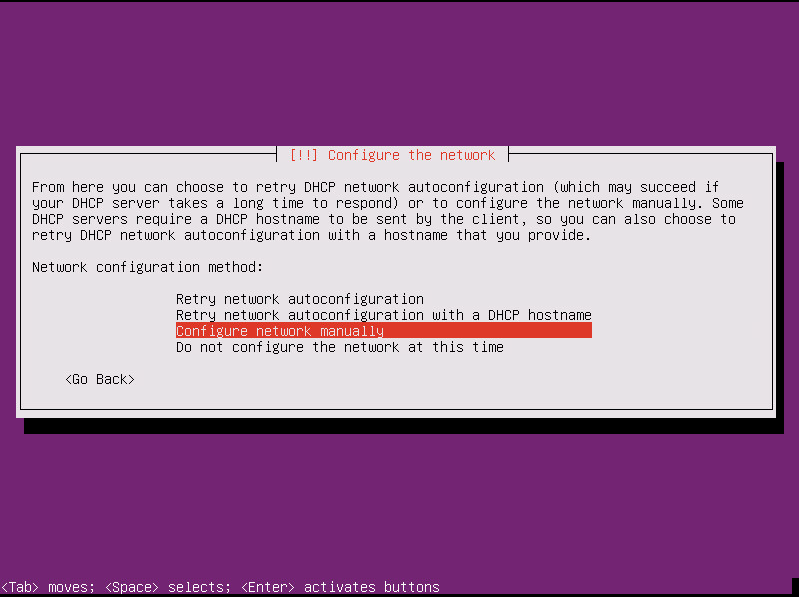 [!!] Configure the network
From here you can choose to retry DHCP network autoconfiguration (which may succeed if
your DHCP server takes a long time to respond) or to configure the network manually. Some
DHCP servers require a DHCP hostname to be sent by the client, so you can also choose to
retry DHCP network autoconfiguration with a hostname that you provide.
Network configuration method:
Retry network autoconfiguration
Retry network autoconfiguration with a DHCP hostname
Configure network manually
Do not configure the network at this time
<Go Back>
<Tab> moves; <Space> selects; <Enter> activates buttons